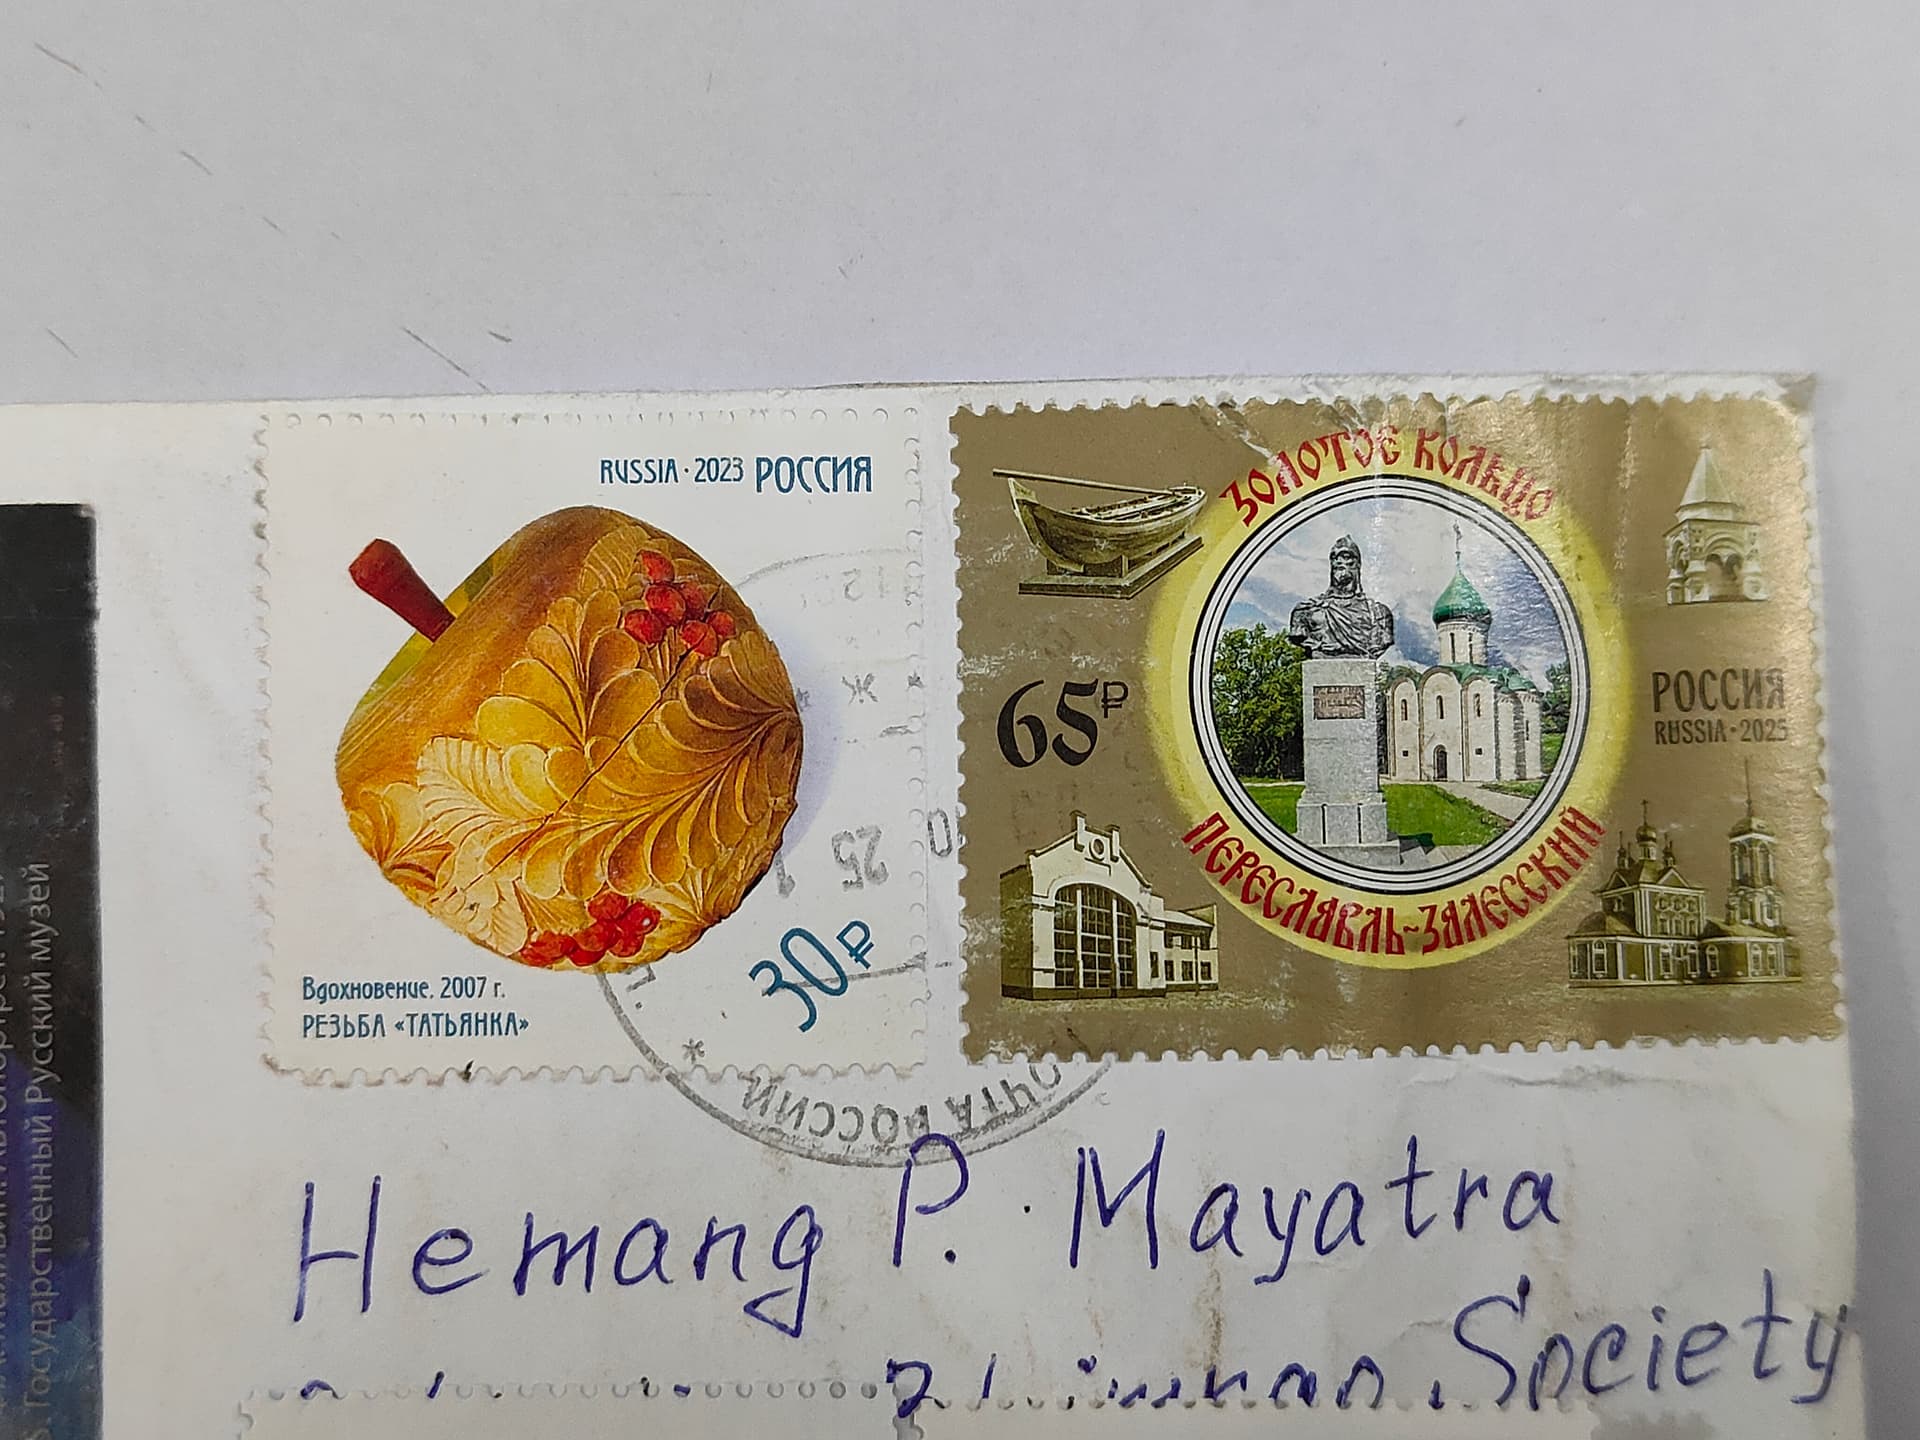 RUSSIA · 2023 РОССИЯ
Вдохновение. 2007 г.
РЕЗЬБА «ТАТЬЯНКА»
30₽
ЗОЛОТОЕ КОЛЬЦО
65₽
РОССИЯ
RUSSIA · 2025
ПЕРЕСЛАВЛЬ-ЗАЛЕССКИЙ
25
ПОЧТА РОССИИ
Hemang P. Mayatra
Society
Государственный Русский музей